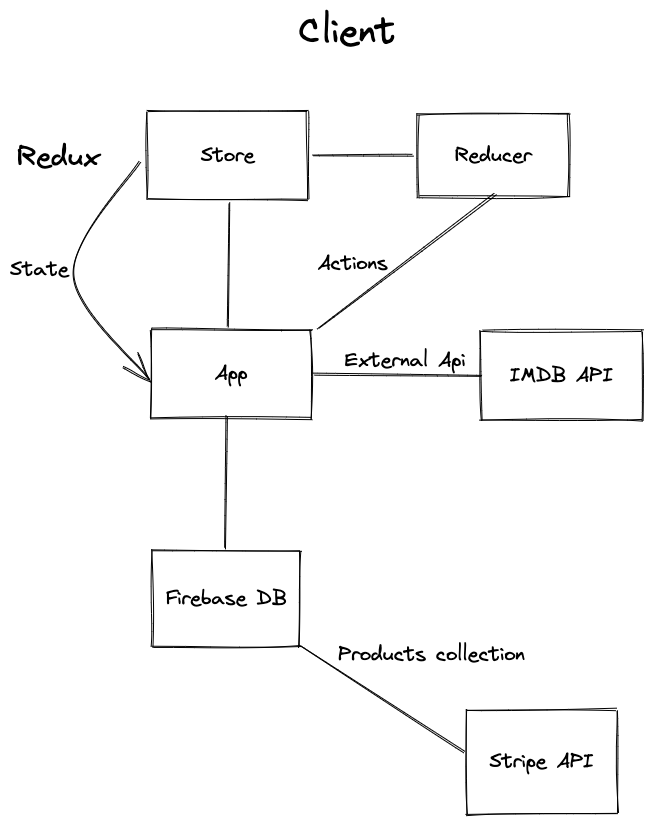 Client
Redux
Store
Reducer
State
Actions
App
External Api
IMDB API
Firebase DB
Products collection
Stripe API